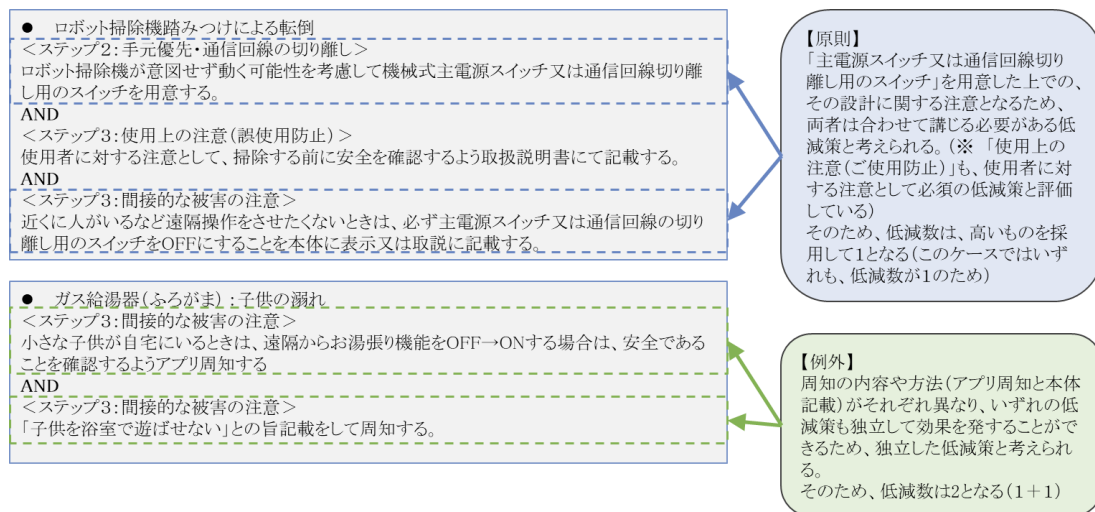 ● ロボット掃除機踏みつけによる転倒
＜ステップ2：手元優先・通信回線の切り離し＞
ロボット掃除機が意図せず動く可能性を考慮して機械式主電源スイッチ又は通信回線切り離
し用のスイッチを用意する。
AND
＜ステップ3：使用上の注意（誤使用防止）＞
使用者に対する注意として、掃除する前に安全を確認するよう取扱説明書にて記載する。
AND
＜ステップ3：間接的な被害の注意＞
近くに人がいるなど遠隔操作をさせたくないときは、必ず主電源スイッチ又は通信回線の切り
離し用のスイッチをOFFにすることを本体に表示又は取説に記載する。
【原則】
「主電源スイッチ又は通信回線切り
離し用のスイッチ」を用意した上での、
その設計に関する注意となるため、
両者は合わせて講じる必要がある低
減策と考えられる。（※ 「使用上の
注意（ご使用防止）」も、使用者に対
する注意として必須の低減策と評価
している）
そのため、低減数は、高いものを採
用して1となる（このケースではいず
れも、低減数が1のため）
● ガス給湯器（ふろがま）：子供の溺れ
＜ステップ3：間接的な被害の注意＞
小さな子供が自宅にいるときは、遠隔からお湯張り機能をOFF→ONする場合は、安全であ
ることを確認するようアプリ周知する
AND
＜ステップ3：間接的な被害の注意＞
「子供を浴室で遊ばせない」との旨記載をして周知する。
【例外】
周知の内容や方法（アプリ周知と本体
記載）がそれぞれ異なり、いずれの低
減策も独立して効果を発することがで
きるため、独立した低減策と考えられ
る。
そのため、低減数は2となる（1＋1）